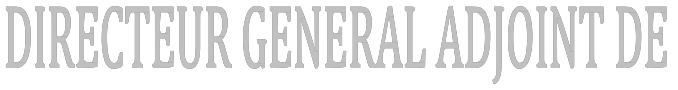 DIRECTEUR GENERAL ADJOINT DE